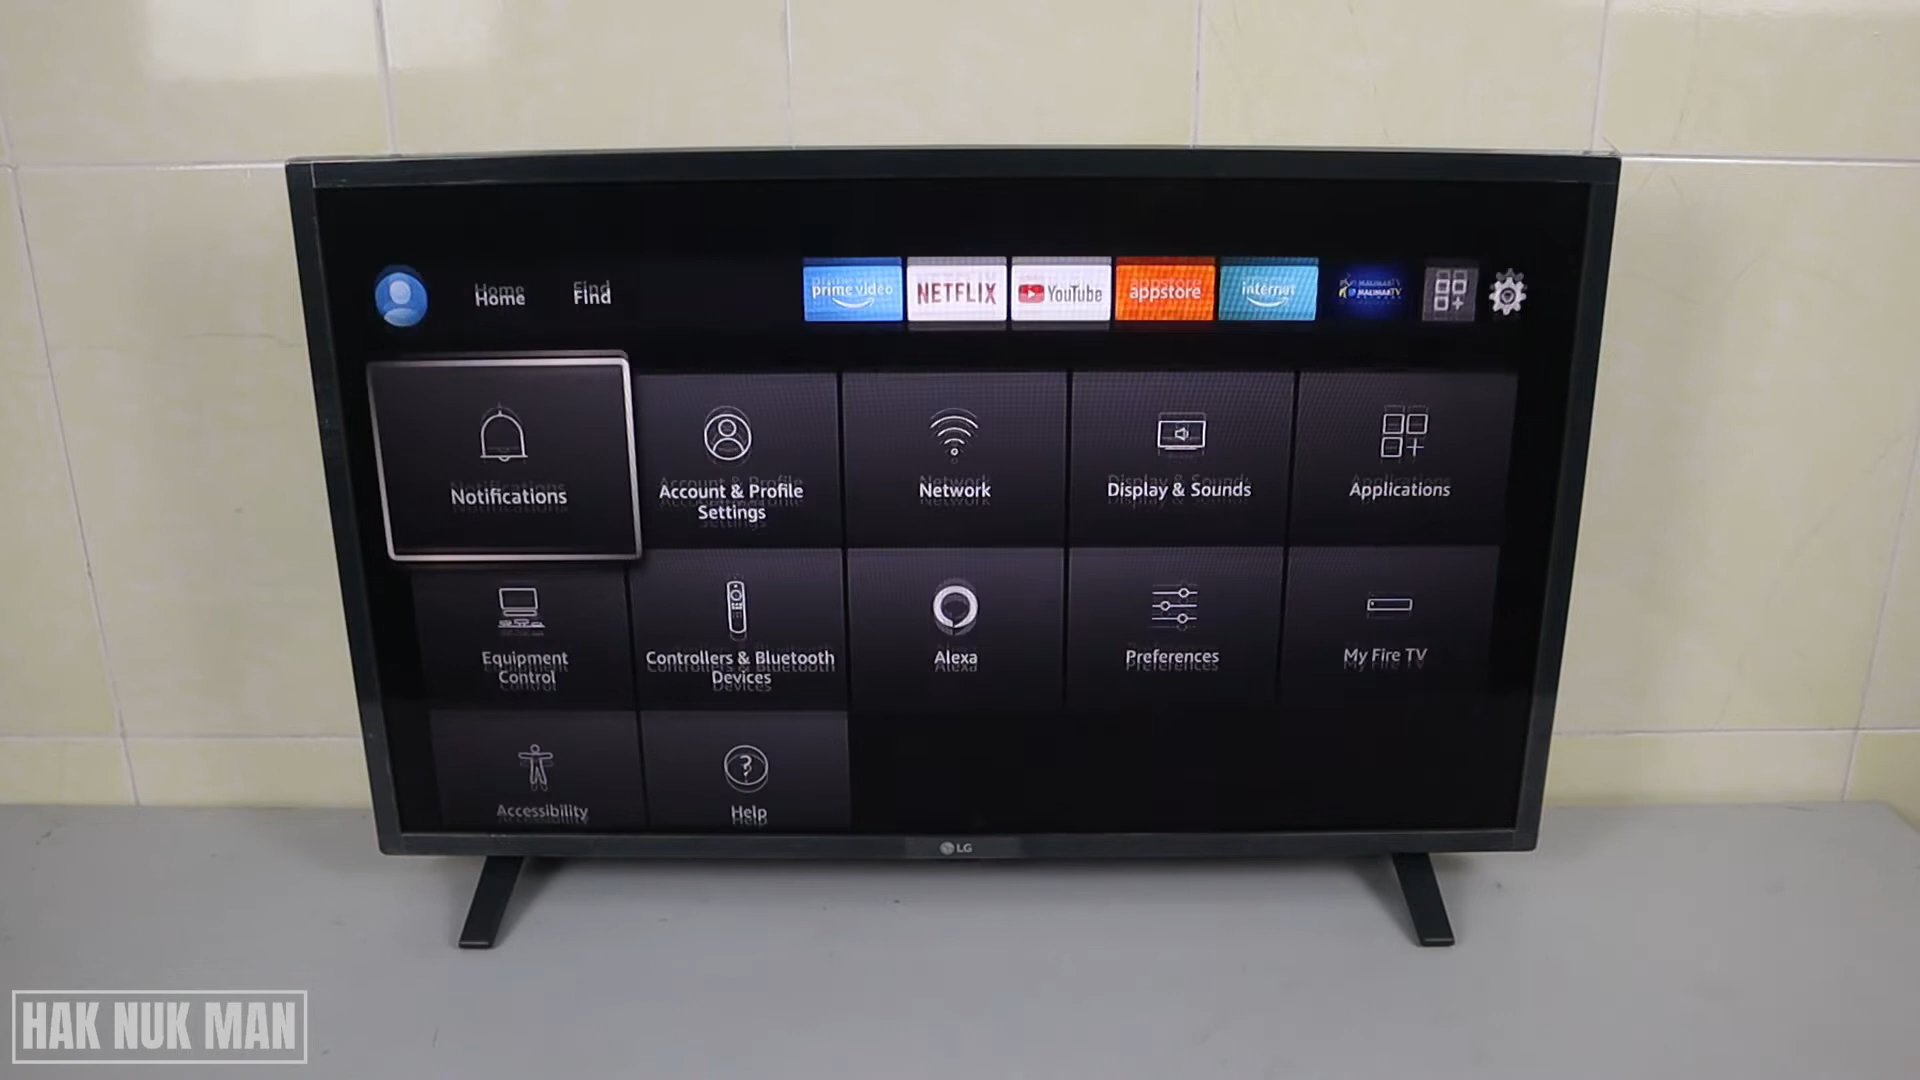 Home
Find
prime video
NETFLIX
YouTube
appstore
internet
MALIMARTV
Notifications
Account & Profile
Settings
Network
Display & Sounds
Applications
Equipment
Control
Controllers & Bluetooth
Devices
Alexa
Preferences
My Fire TV
Accessibility
Help
LG
HAK NUK MAN